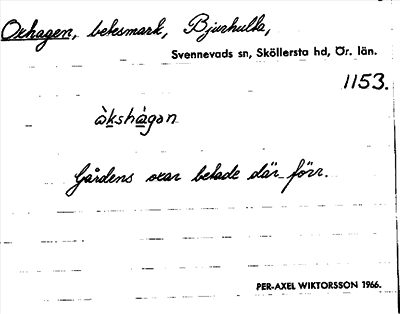 Oxhagen, betesmark, Bjurhulta,
Svennevads sn, Sköllersta hd, Ör. län.
1153.
àkshàgan
Gårdens oxar betade där förr.
PER-AXEL WIKTORSSON 1966.